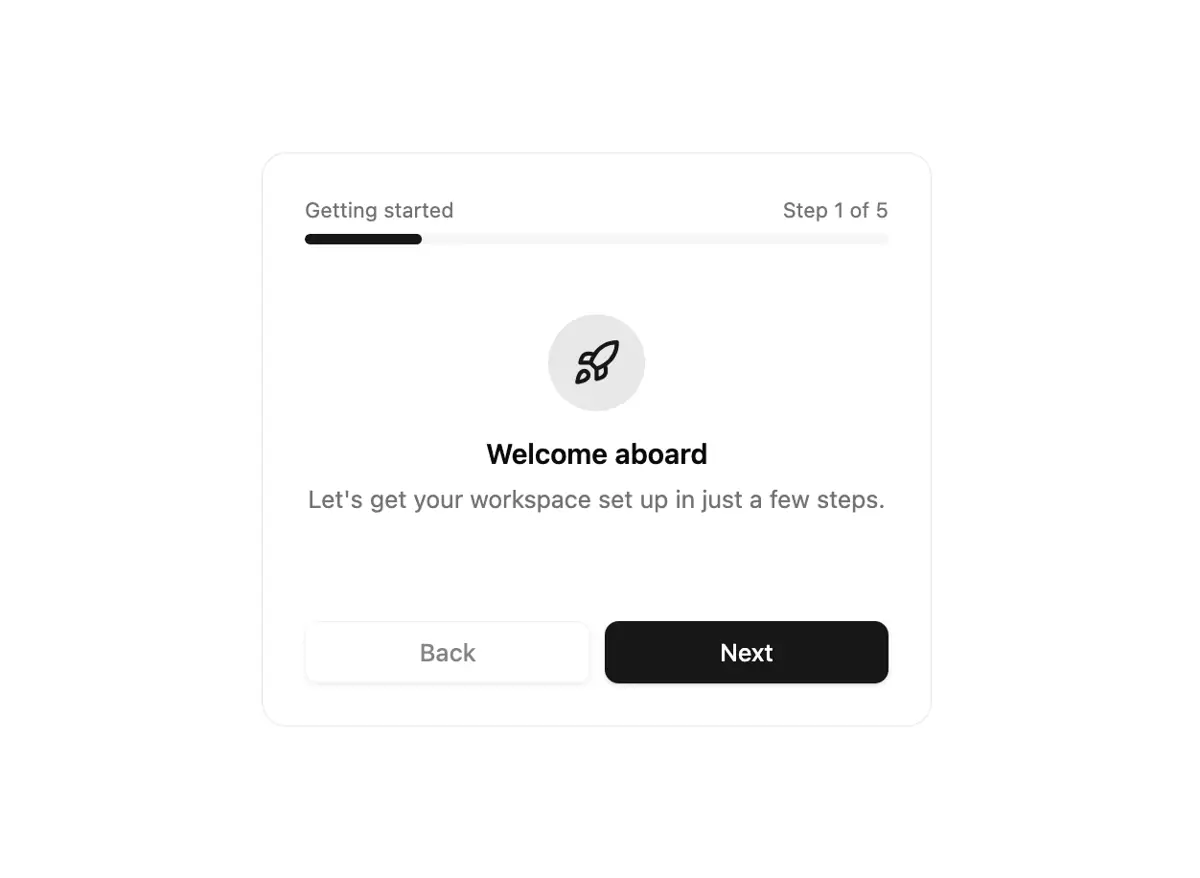 Getting started
Step 1 of 5
Welcome aboard
Let's get your workspace set up in just a few steps.
Back
Next